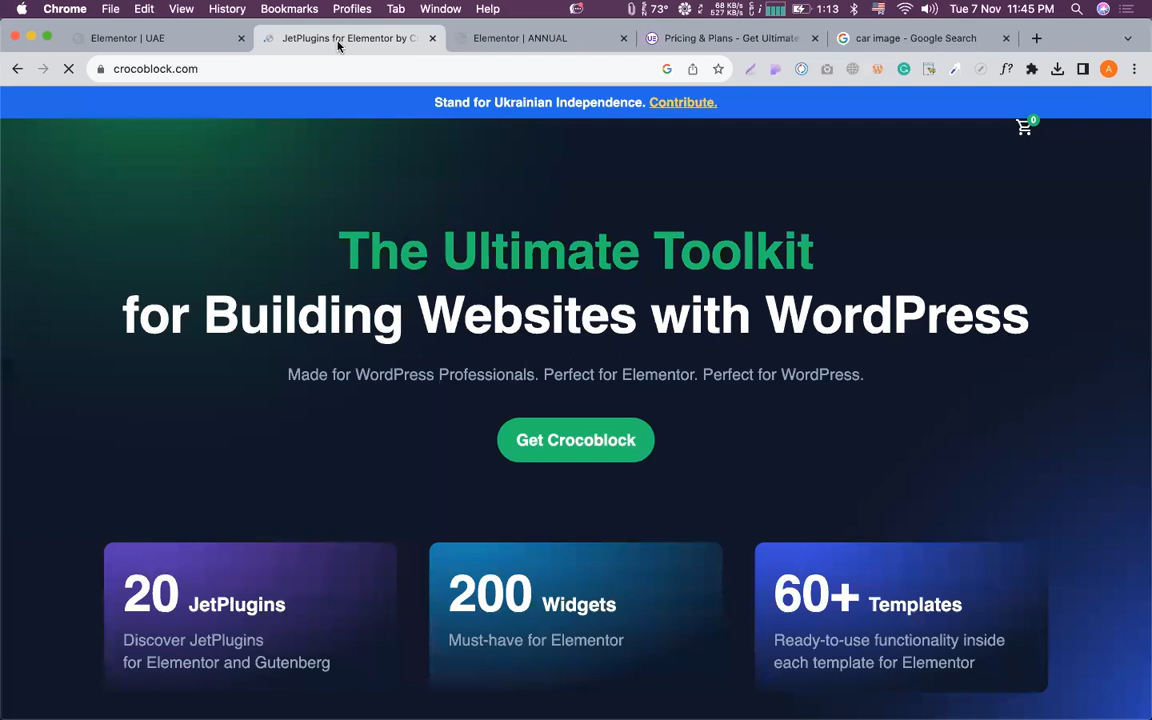 Chrome File Edit View History Bookmarks Profiles Tab Window Help 73° 68 KB/s 527 KB/s 1:13 Tue 7 Nov 11:45 PM
Elementor | UAE
JetPlugins for Elementor by C
Elementor | ANNUAL
Pricing & Plans - Get Ultimate
car image - Google Search
crocoblock.com
Stand for Ukrainian Independence. Contribute.
0
The Ultimate Toolkit
for Building Websites with WordPress
Made for WordPress Professionals. Perfect for Elementor. Perfect for WordPress.
Get Crocoblock
20 JetPlugins
Discover JetPlugins
for Elementor and Gutenberg
200 Widgets
Must-have for Elementor
60+ Templates
Ready-to-use functionality inside
each template for Elementor